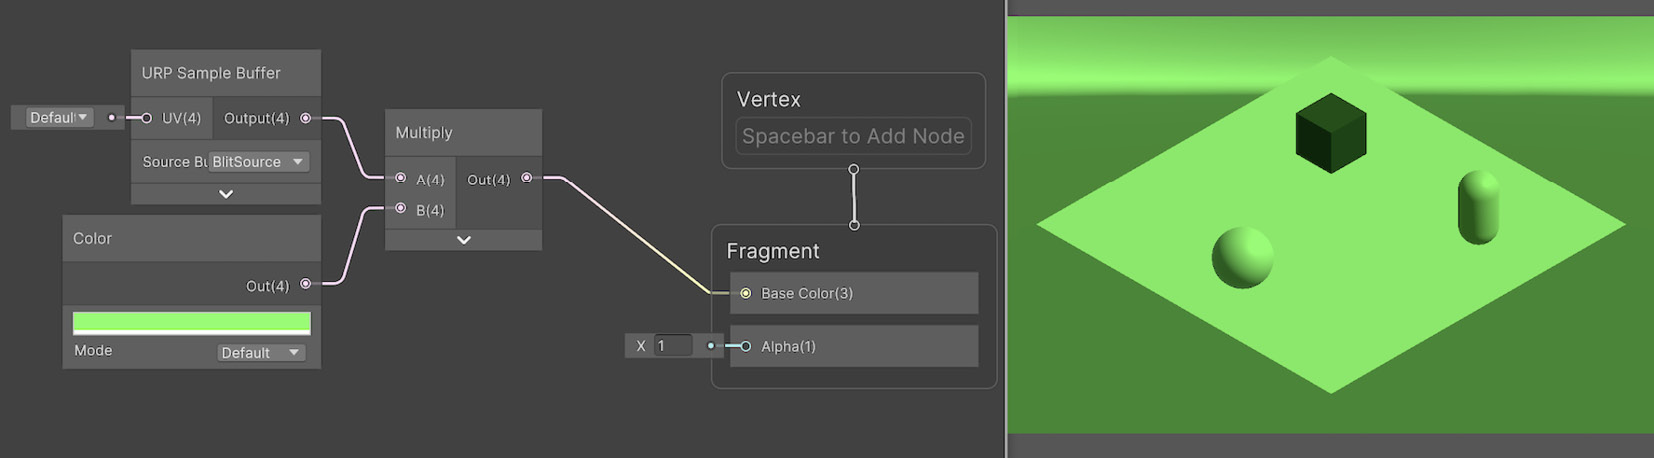 URP Sample Buffer
Default
UV(4)
Output(4)
Source Bu
BlitSource
Color
Out(4)
Mode
Default
Multiply
A(4)
B(4)
Out(4)
Vertex
Spacebar to Add Node
Fragment
Base Color(3)
X 1
Alpha(1)